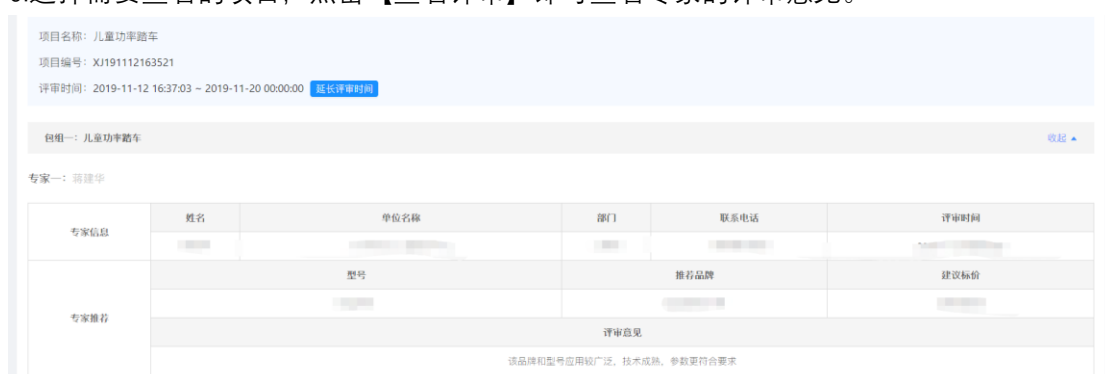 项目名称：儿童功率踏车
项目编号：XJ191112163521
评审时间：2019-11-12 16:37:03 ~ 2019-11-20 00:00:00 延长评审时间
包组一：儿童功率踏车 收起
专家一：蒋建华
专家信息 姓名 单位名称 部门 联系电话 评审时间
专家推荐 型号 推荐品牌 建议标价
评审意见
该品牌和型号应用较广泛，技术成熟，参数更符合要求